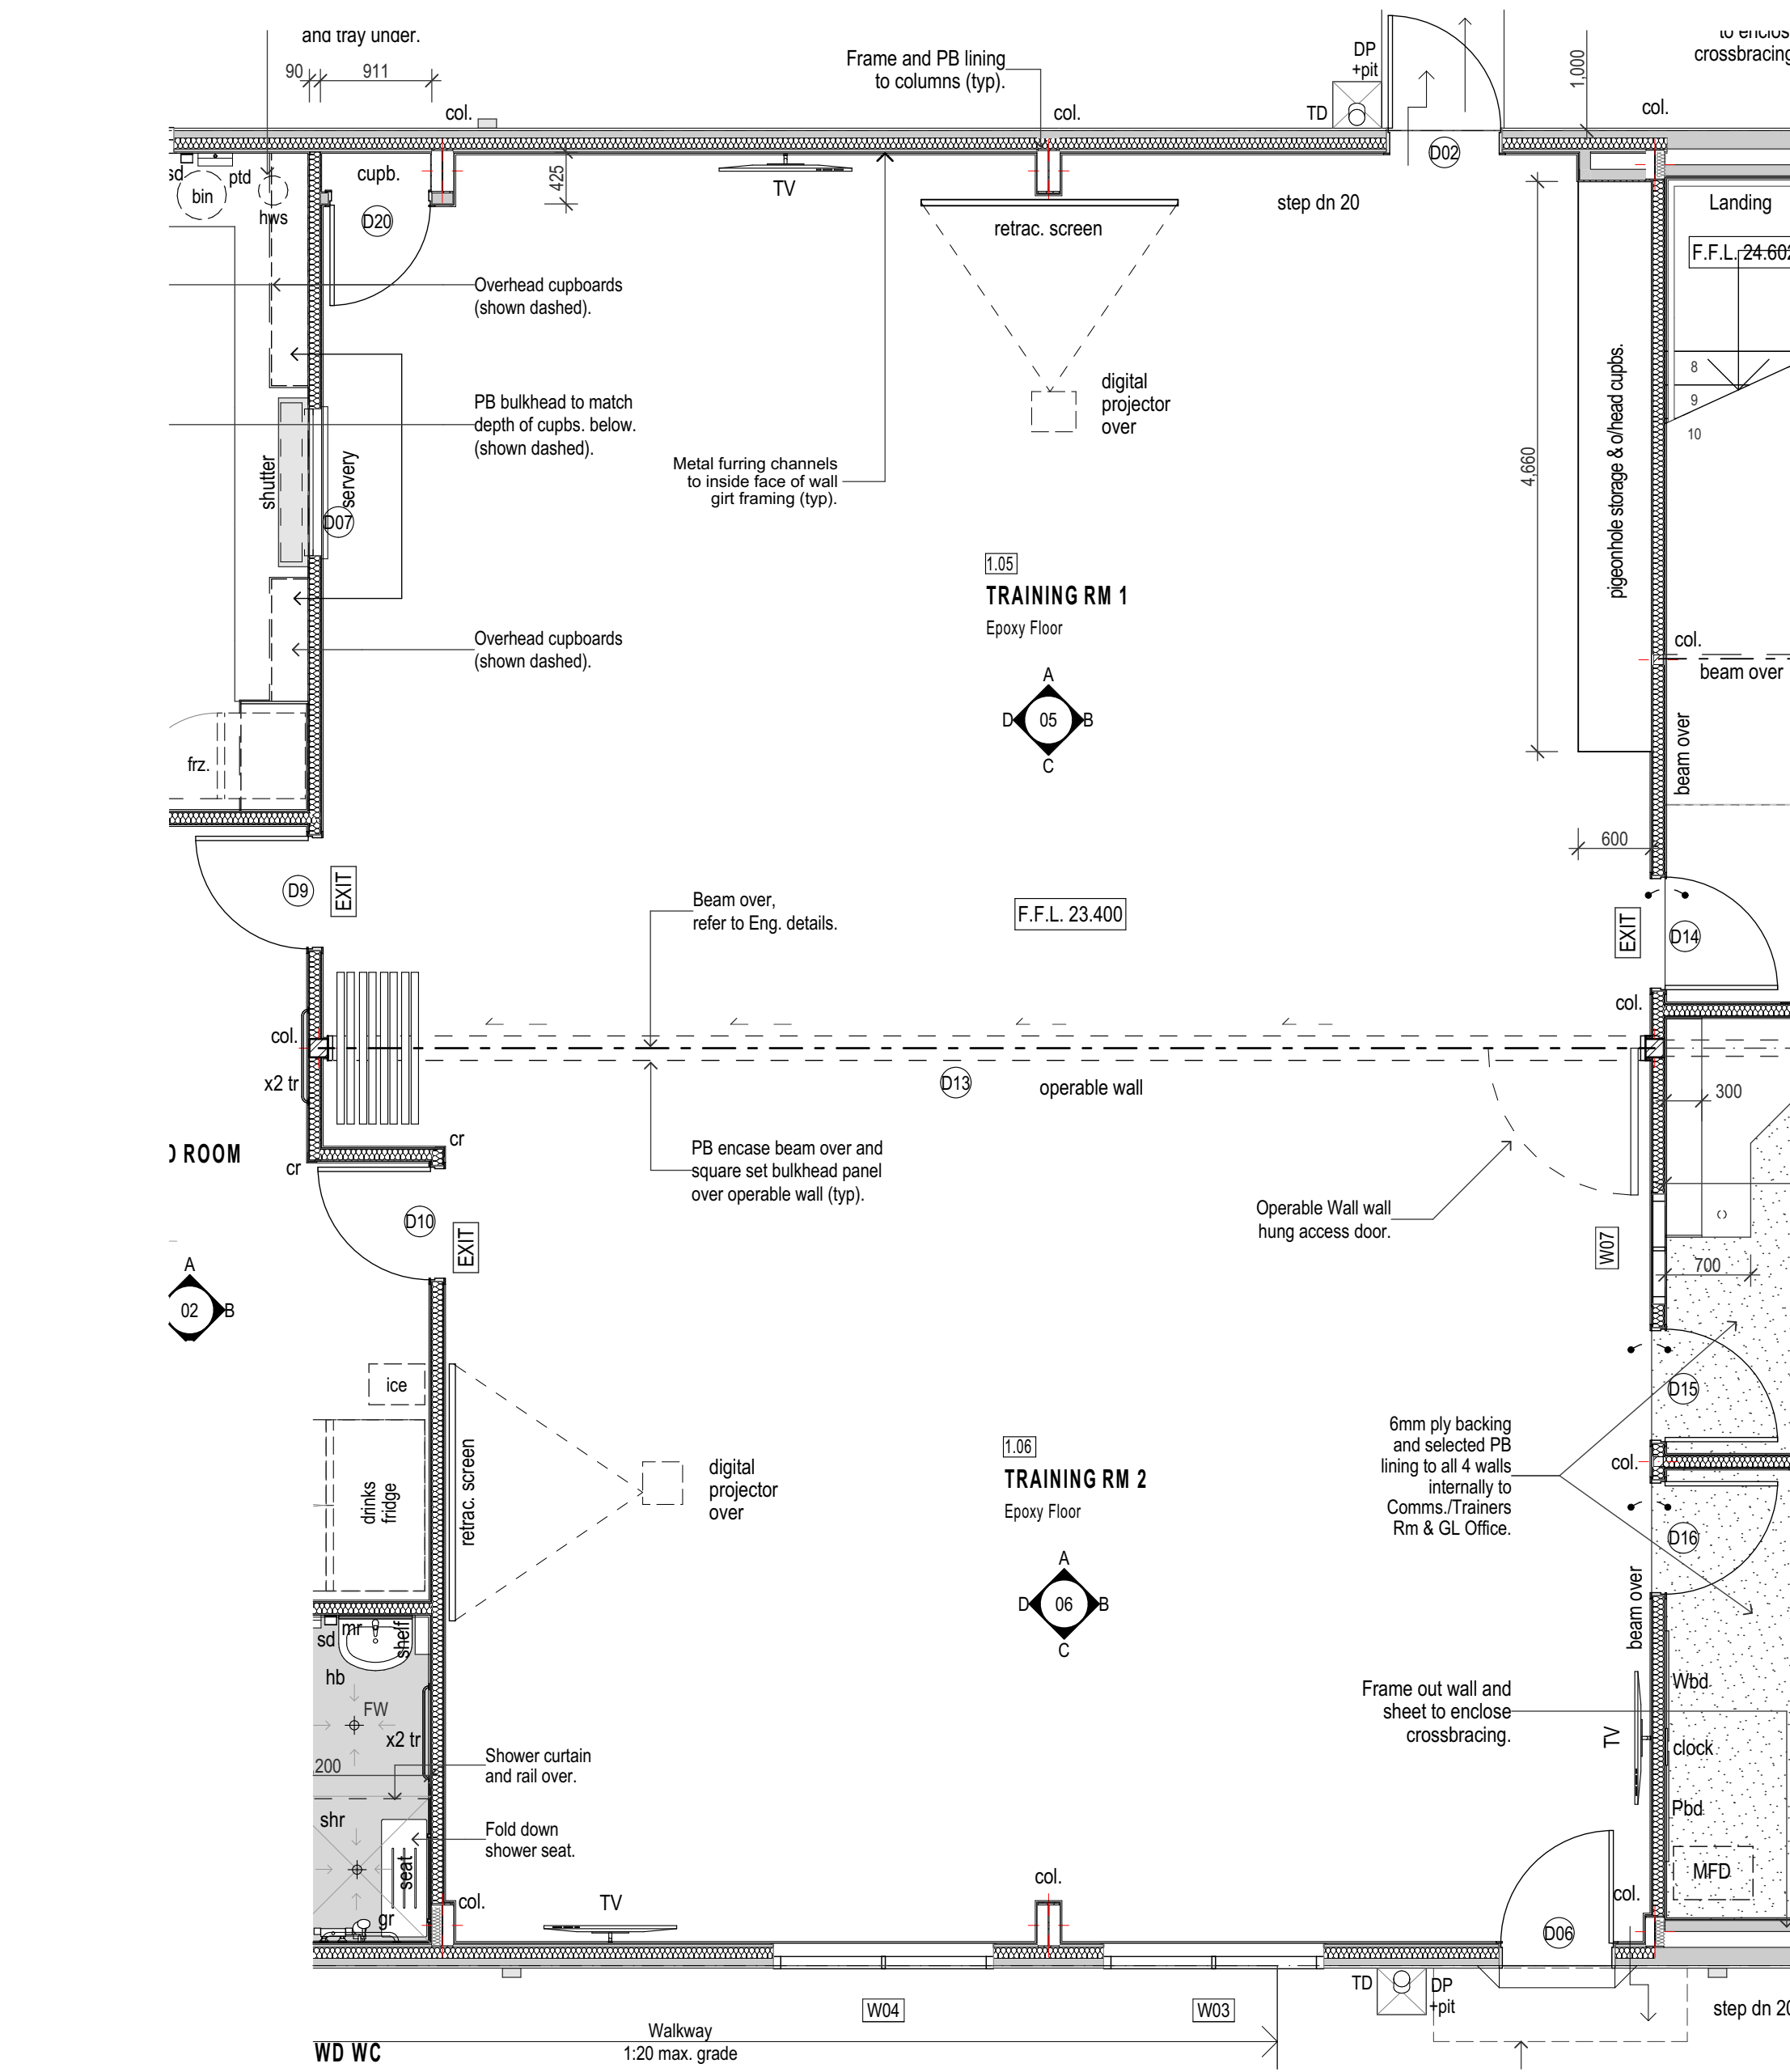 and tray under.
90
911
col.
Frame and PB lining
to columns (typ).
col.
DP
+pit
TD
D02
1,000
crossbracing
col.
sd
bin
ptd
hws
cupb.
D20
425
TV
retrac. screen
step dn 20
Landing
F.F.L. 24.602
Overhead cupboards
(shown dashed).
PB bulkhead to match
depth of cupbs. below.
(shown dashed).
shutter
servery
D07
Metal furring channels
to inside face of wall
girt framing (typ).
digital
projector
over
4,660
pigeonhole storage & o/head cupbs.
8
9
10
1.05
TRAINING RM 1
Epoxy Floor
Overhead cupboards
(shown dashed).
A
D
05
B
C
col.
beam over
beam over
frz.
600
D9
EXIT
Beam over,
refer to Eng. details.
F.F.L. 23.400
EXIT
D14
col.
col.
x2 tr
D13
operable wall
300
cr
cr
ROOM
PB encase beam over and
square set bulkhead panel
over operable wall (typ).
D10
EXIT
Operable Wall wall
hung access door.
W07
700
A
02
B
ice
drinks
fridge
retrac. screen
digital
projector
over
1.06
TRAINING RM 2
Epoxy Floor
6mm ply backing
and selected PB
lining to all 4 walls
internally to
Comms./Trainers
Rm & GL Office.
D15
col.
D16
A
D
06
B
C
beam over
sd
mr
shelf
hb
FW
x2 tr
200
Shower curtain
and rail over.
shr
Fold down
shower seat.
seat
gr
col.
TV
col.
Frame out wall and
sheet to enclose
crossbracing.
TV
Wbd
clock
Pbd
MFD
col.
D06
W04
W03
TD
DP
+pit
step dn 20
Walkway
1:20 max. grade
WD WC